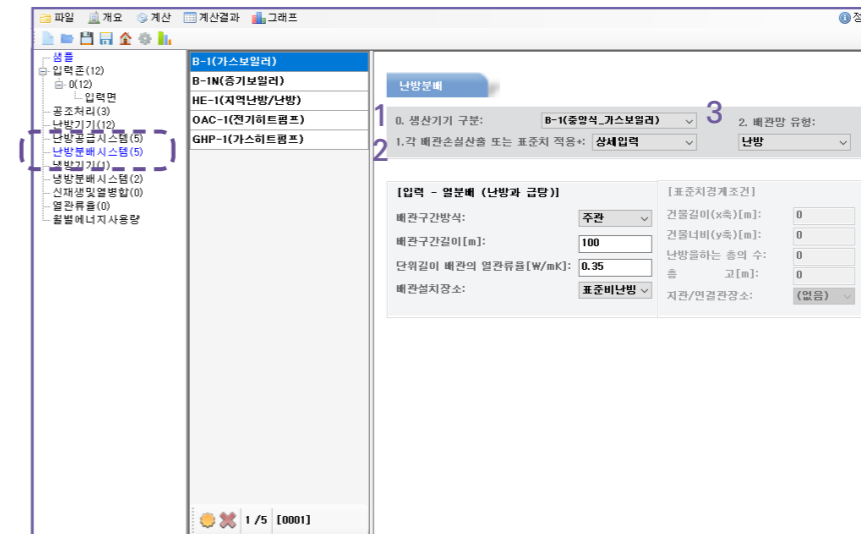 파일 개요 계산 계산결과 그래프
샘플
입력존(12)
0(12)
입력면
공조처리(3)
난방기기(12)
난방공급시스템(5)
난방분배시스템(5)
냉방기기(1)
냉방분배시스템(2)
신재생및열병합(0)
열관류율(0)
월별에너지사용량
B-1(가스보일러)
B-1N(증기보일러)
HE-1(지역난방/난방)
OAC-1(전기히트펌프)
GHP-1(가스히트펌프)
1 /5 [0001]
난방분배
1 0. 생산기기 구분: B-1(중앙식_가스보일러) 3 2. 배관망 유형:
2 1.각 배관손실산출 또는 표준치 적용+: 상세입력 난방
[입력 - 열분배 (난방과 급탕)]
배관구간방식: 주관
배관구간길이[m]: 100
단위길이 배관의 열관류율[W/mK]: 0.35
배관설치장소: 표준비난방
[표준치경계조건]
건물길이(x축)[m]: 0
건물너비(y축)[m]: 0
난방을하는 층의 수: 0
층 고[m]: 0
지관/연결관장소: (없음)